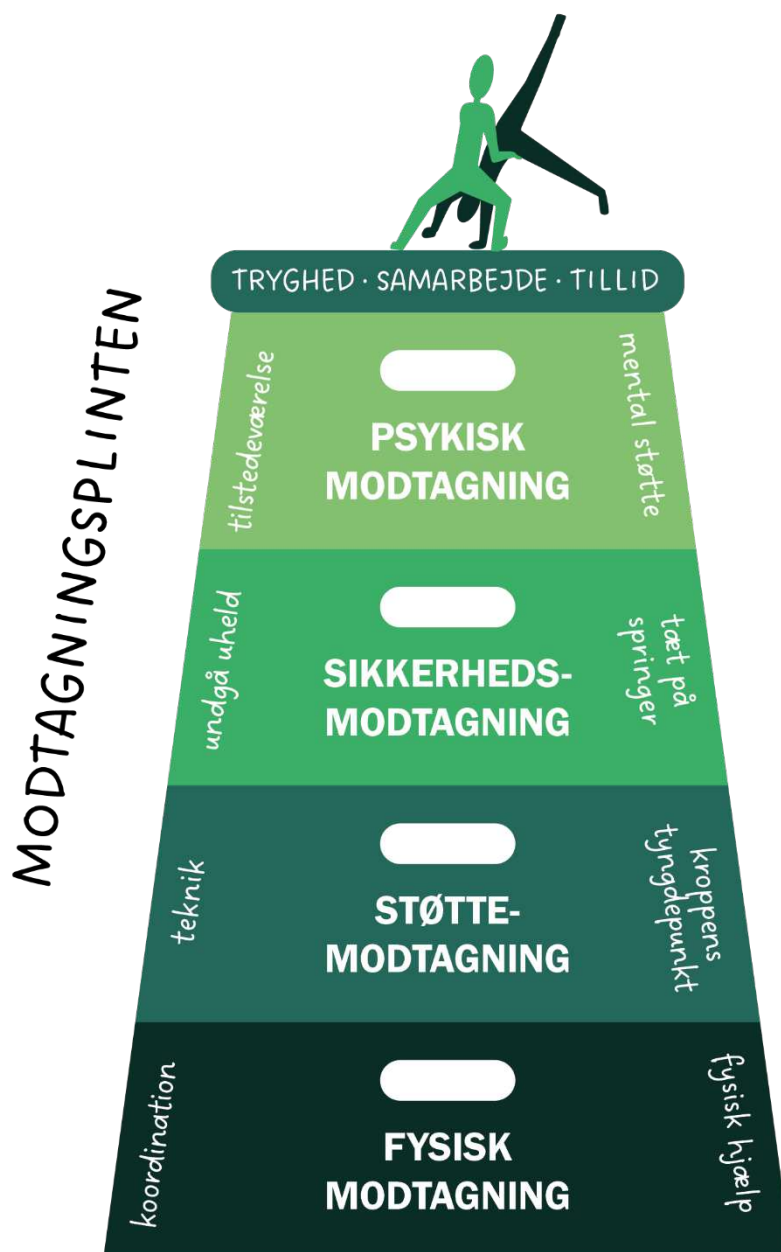 MODTAGNINGSPLINTEN
TRYGHED · SAMARBEJDE · TILLID
tilstedeværelse
PSYKISK
MODTAGNING
mental støtte
undgå uheld
SIKKERHEDS-
MODTAGNING
tæt på
springer
teknik
STØTTE-
MODTAGNING
kroppens
tyngdepunkt
koordination
FYSISK
MODTAGNING
fysisk hjælp